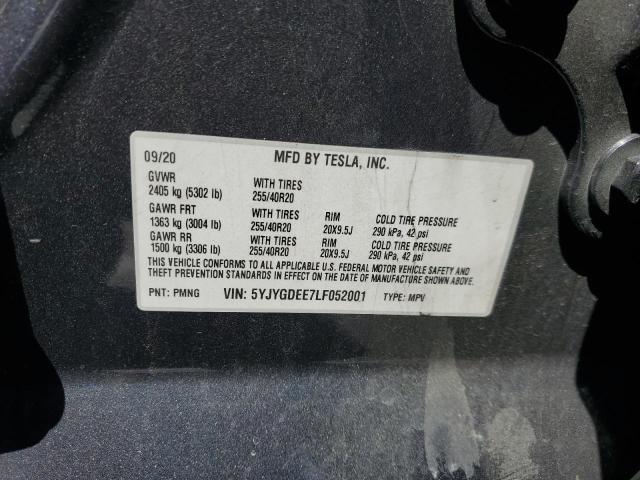 09/20 MFD BY TESLA, INC.
GVWR WITH TIRES
2405 kg (5302 lb) 255/40R20
GAWR FRT WITH TIRES RIM COLD TIRE PRESSURE
1363 kg (3004 lb) 255/40R20 20X9.5J 290 kPa, 42 psi
GAWR RR WITH TIRES RIM COLD TIRE PRESSURE
1500 kg (3306 lb) 255/40R20 20X9.5J 290 kPa, 42 psi
THIS VEHICLE CONFORMS TO ALL APPLICABLE U.S. FEDERAL MOTOR VEHICLE SAFETY AND
THEFT PREVENTION STANDARDS IN EFFECT ON THE DATE OF MANUFACTURE SHOWN ABOVE.
PNT: PMNG VIN: 5YJYGDEE7LF052001 TYPE: MPV